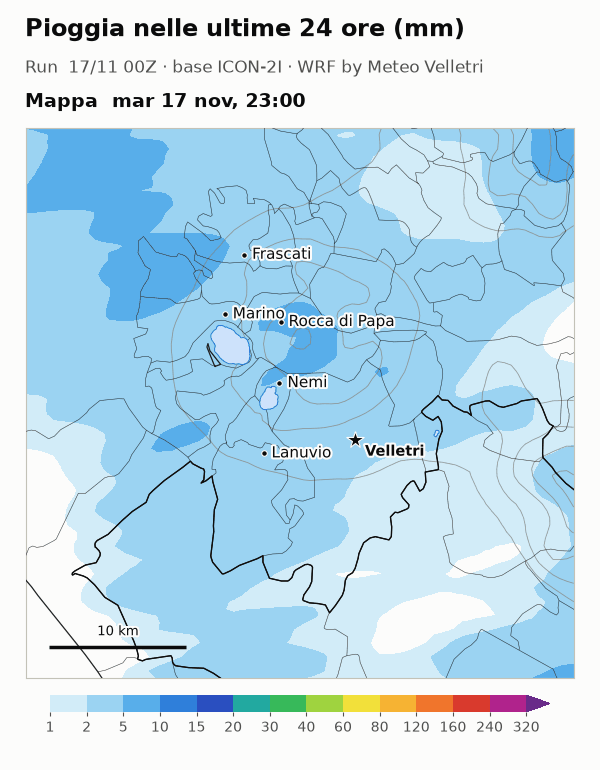 Pioggia nelle ultime 24 ore (mm)
Run  17/11 00Z · base ICON-2I · WRF by Meteo Velletri
Mappa  mar 17 nov, 23:00
Frascati
Marino
Rocca di Papa
Nemi
Velletri
Lanuvio
10 km
1 2 5 10 15 20 30 40 60 80 120 160 240 320